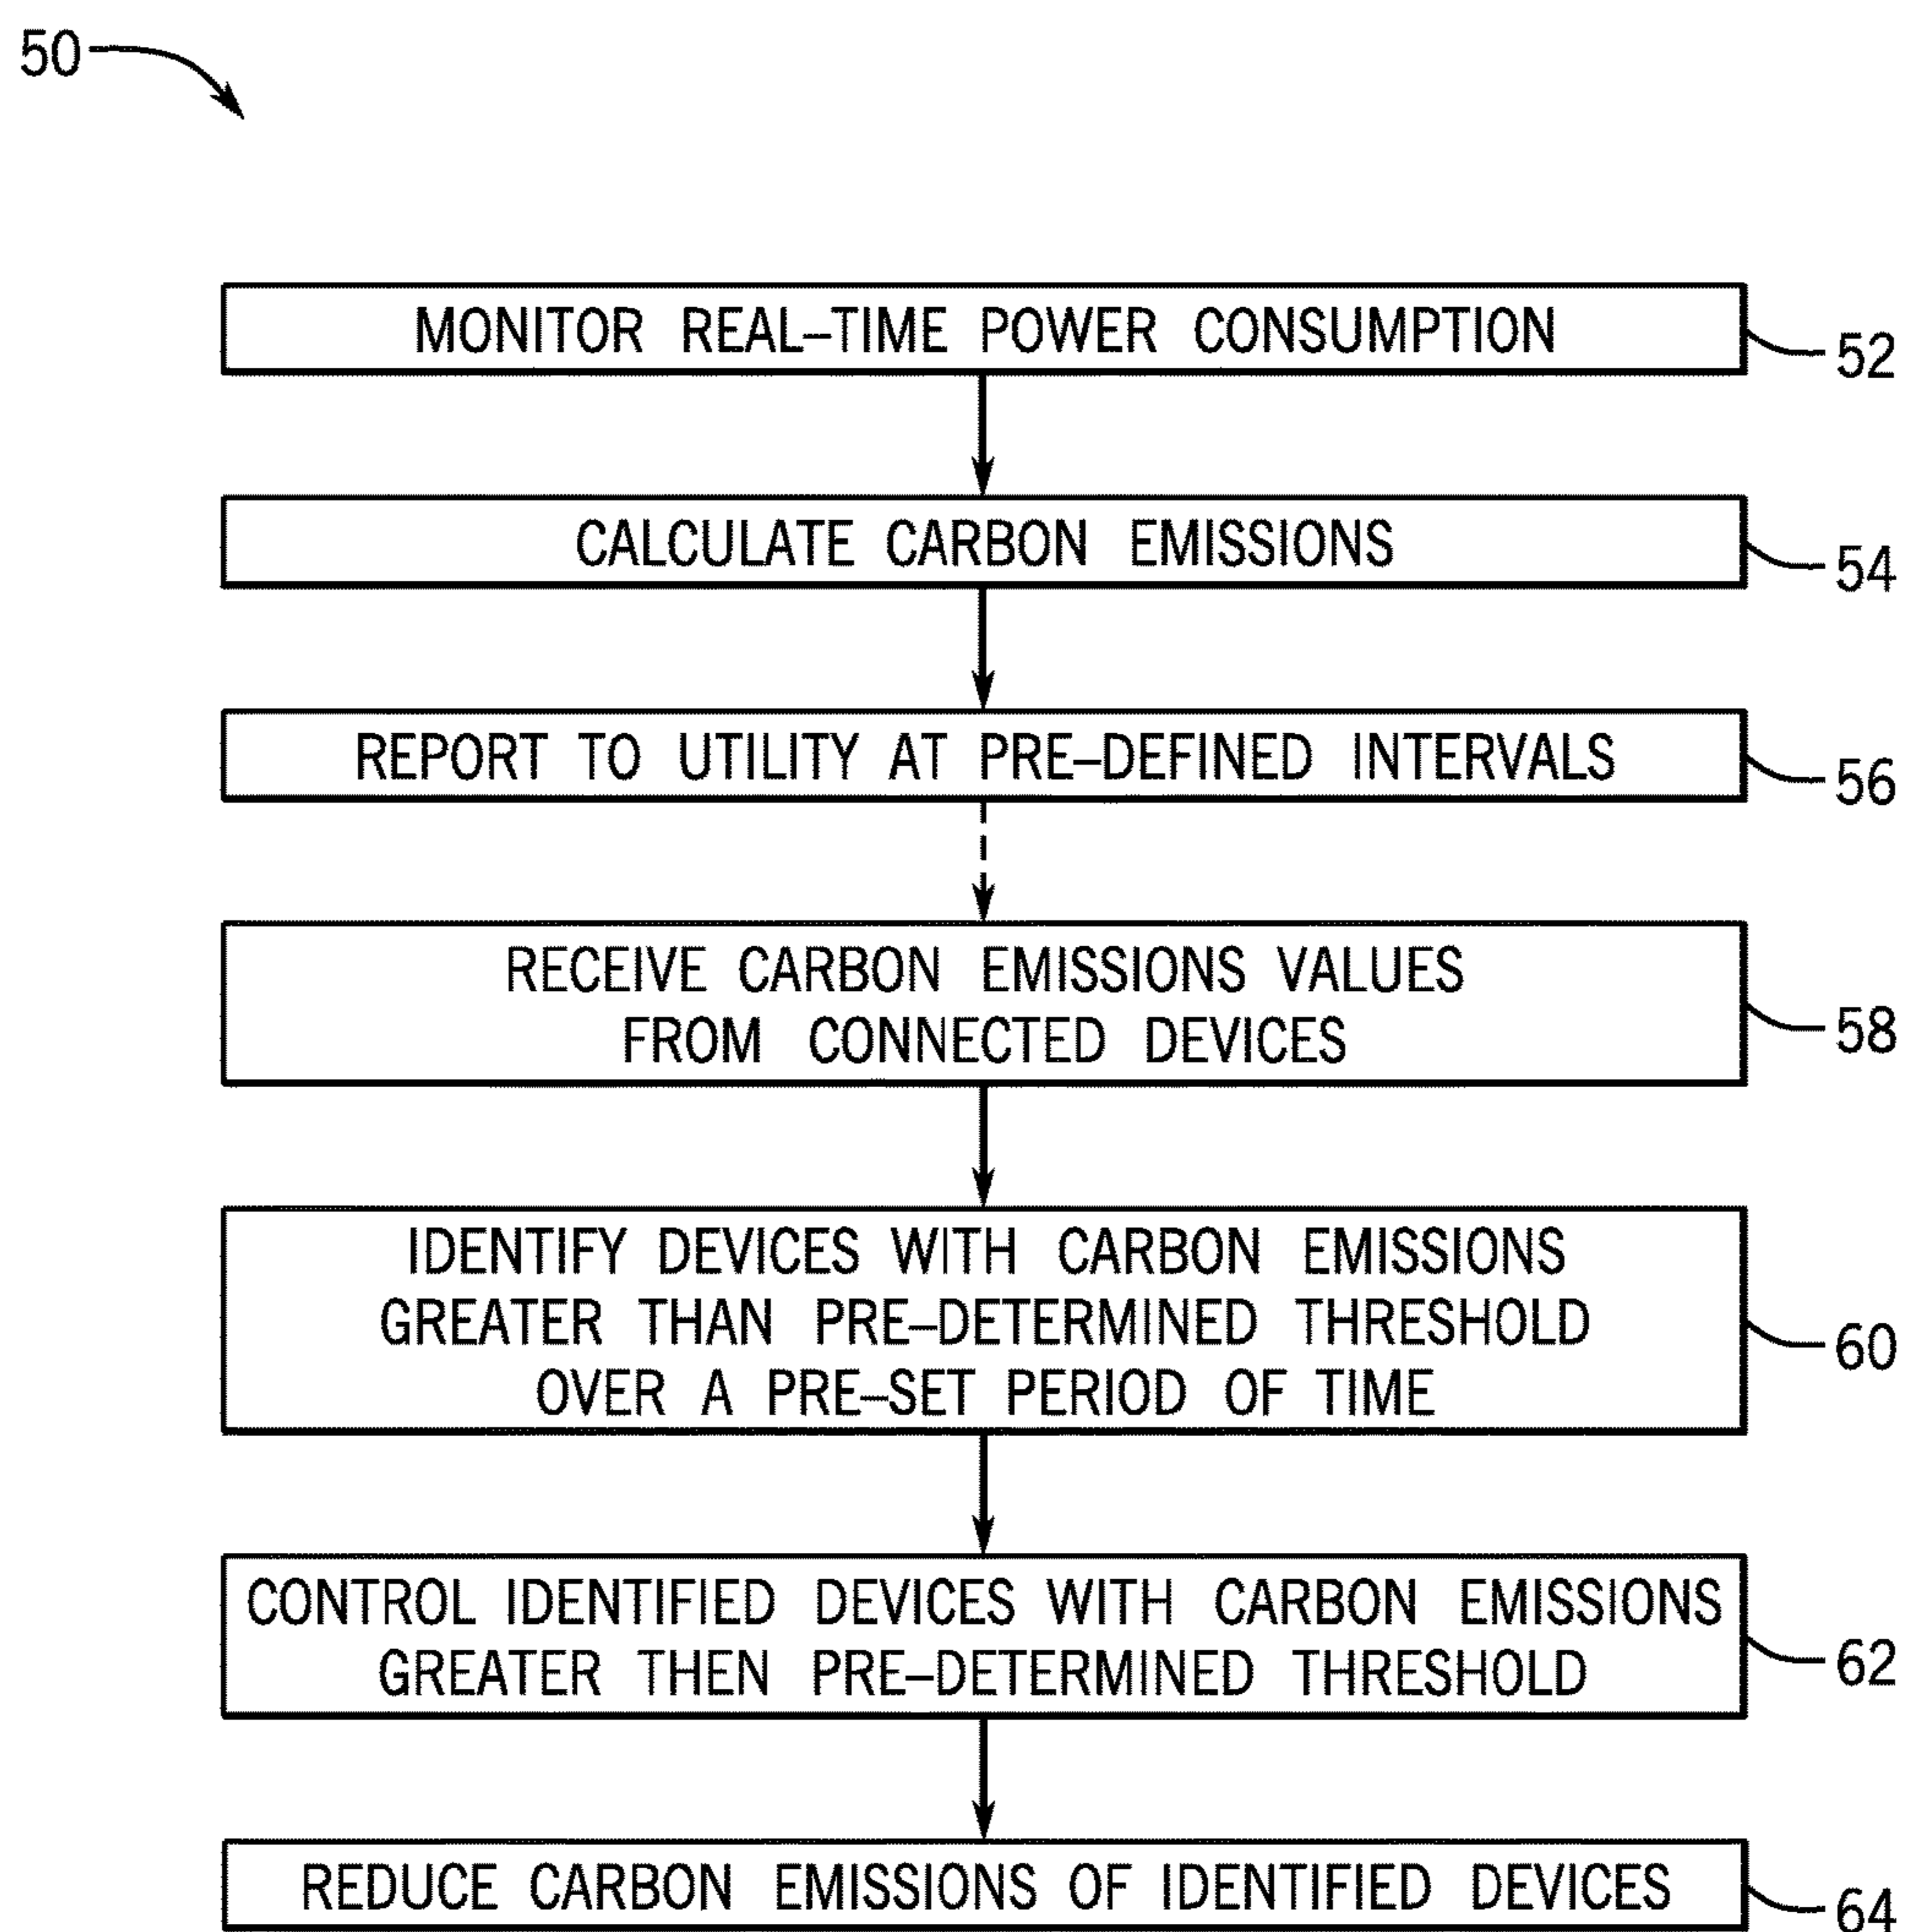 50
MONITOR REAL-TIME POWER CONSUMPTION
52
CALCULATE CARBON EMISSIONS
54
REPORT TO UTILITY AT PRE-DEFINED INTERVALS
56
RECEIVE CARBON EMISSIONS VALUES
FROM CONNECTED DEVICES
58
IDENTIFY DEVICES WITH CARBON EMISSIONS
GREATER THAN PRE-DETERMINED THRESHOLD
OVER A PRE-SET PERIOD OF TIME
60
CONTROL IDENTIFIED DEVICES WITH CARBON EMISSIONS
GREATER THEN PRE-DETERMINED THRESHOLD
62
REDUCE CARBON EMISSIONS OF IDENTIFIED DEVICES
64